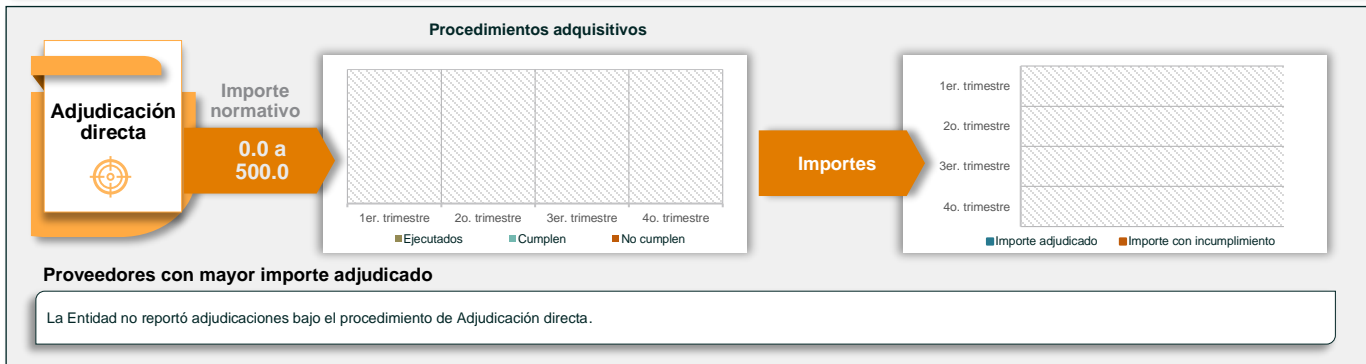 Adjudicación
directa
Importe
normativo
0.0 a
500.0
Procedimientos adquisitivos
1er. trimestre 2o. trimestre 3er. trimestre 4o. trimestre
Ejecutados Cumplen No cumplen
Importes
1er. trimestre
2o. trimestre
3er. trimestre
4o. trimestre
Importe adjudicado Importe con incumplimiento
Proveedores con mayor importe adjudicado
La Entidad no reportó adjudicaciones bajo el procedimiento de Adjudicación directa.